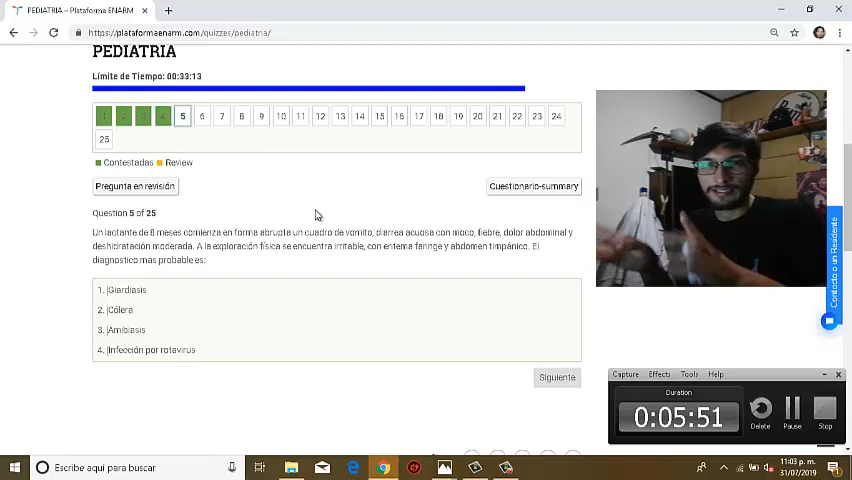 PEDIATRIA – Plataforma ENARM
https://plataformaenarm.com/quizzes/pediatria/
PEDIATRIA
Límite de Tiempo: 00:33:13
1 2 3 4 5 6 7 8 9 10 11 12 13 14 15 16 17 18 19 20 21 22 23 24
25
Contestadas Review
Pregunta en revisión
Cuestionario-summary
Question 5 of 25
Un lactante de 8 meses comienza en forma abrupta un cuadro de vomito, diarrea acuosa con moco, fiebre, dolor abdominal y
deshidratación moderada. A la exploración física se encuentra irritable, con entema faringe y abdomen timpánico. El
diagnostico mas probable es:
1. |Giardiasis
2. |Cólera
3. |Amibiasis
4. |Infección por rotavirus
Siguiente
Contacto a un Residente
Capture Effects Tools Help
Duration
0:05:51
Delete Pause Stop
Escribe aquí para buscar
11:03 p. m.
31/07/2019